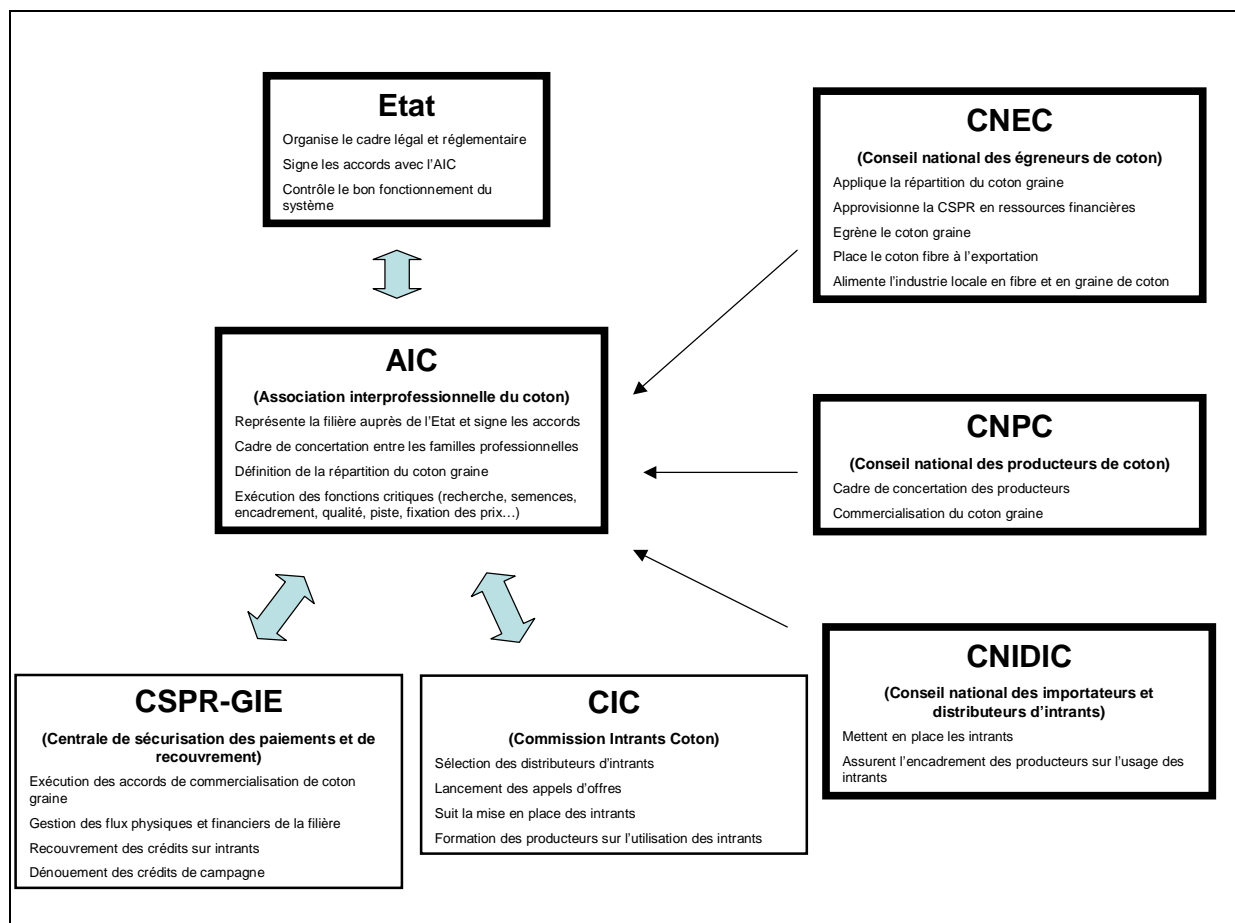 Etat
Organise le cadre légal et réglementaire
Signe les accords avec l'AIC
Contrôle le bon fonctionnement du
système
CNEC
(Conseil national des égreneurs de coton)
Applique la répartition du coton graine
Approvisionne la CSPR en ressources financières
Egrène le coton graine
Place le coton fibre à l'exportation
Alimente l'industrie locale en fibre et en graine de coton
AIC
(Association interprofessionnelle du coton)
Représente la filière auprès de l'Etat et signe les accords
Cadre de concertation entre les familles professionnelles
Définition de la répartition du coton graine
Exécution des fonctions critiques (recherche, semences,
encadrement, qualité, piste, fixation des prix…)
CNPC
(Conseil national des producteurs de coton)
Cadre de concertation des producteurs
Commercialisation du coton graine
CNIDIC
(Conseil national des importateurs et
distributeurs d'intrants)
Mettent en place les intrants
Assurent l'encadrement des producteurs sur l'usage des
intrants
CSPR-GIE
(Centrale de sécurisation des paiements et de
recouvrement)
Exécution des accords de commercialisation de coton
graine
Gestion des flux physiques et financiers de la filière
Recouvrement des crédits sur intrants
Dénouement des crédits de campagne
CIC
(Commission Intrants Coton)
Sélection des distributeurs d'intrants
Lancement des appels d'offres
Suit la mise en place des intrants
Formation des producteurs sur l'utilisation des intrants